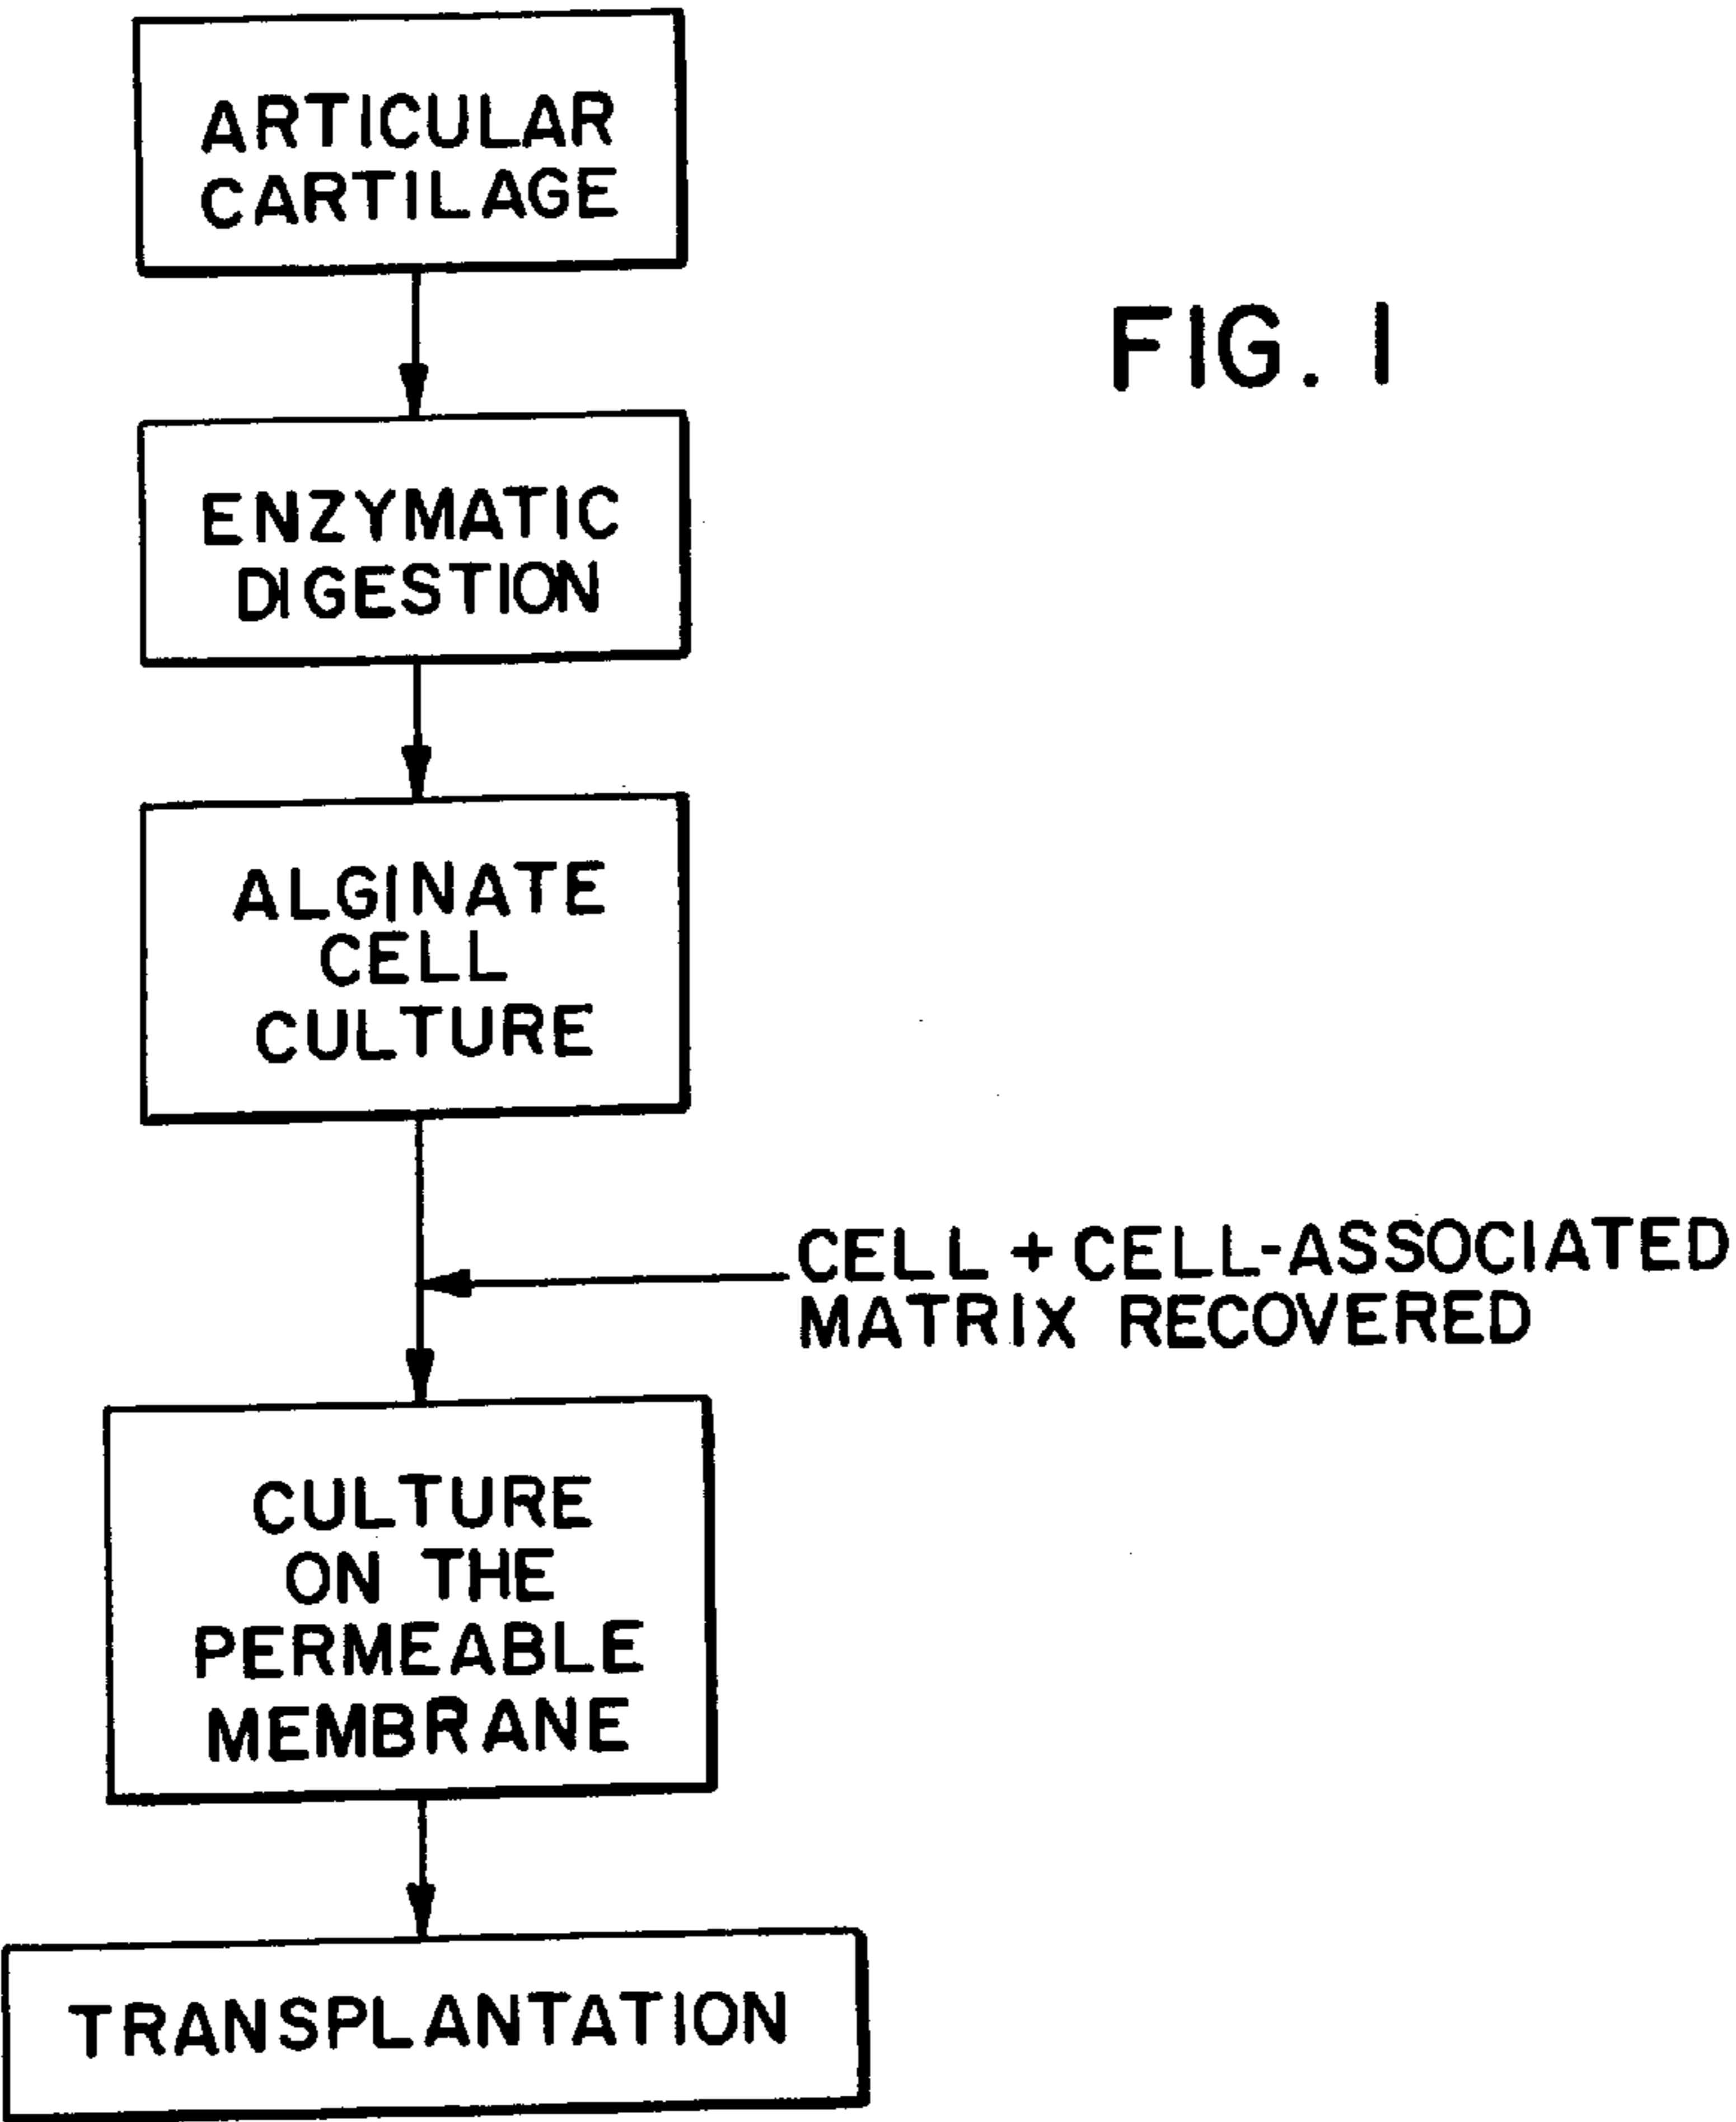 ARTICULAR
CARTILAGE
FIG. 1
ENZYMATIC
DIGESTION
ALGINATE
CELL
CULTURE
CELL + CELL-ASSOCIATED
MATRIX RECOVERED
CULTURE
ON THE
PERMEABLE
MEMBRANE
TRANSPLANTATION